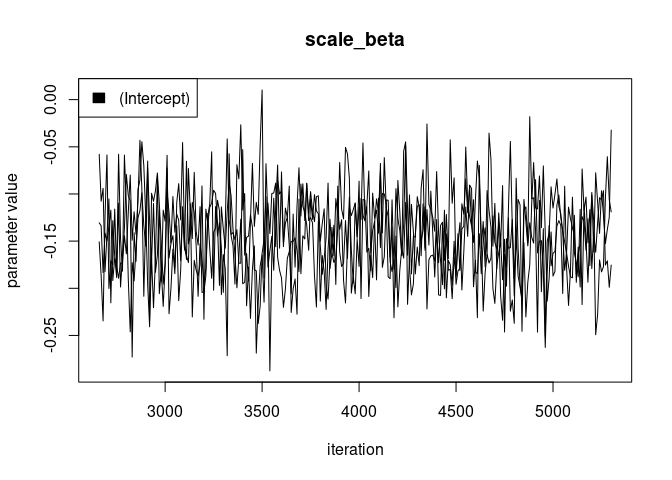 scale_beta
(Intercept)
0.00
-0.05
-0.15
-0.25
parameter value
3000 3500 4000 4500 5000
iteration